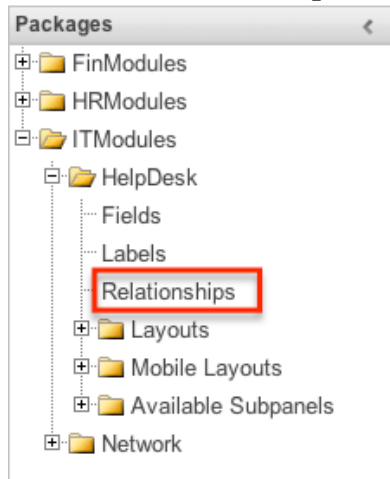 Packages
FinModules
HRModules
ITModules
HelpDesk
Fields
Labels
Relationships
Layouts
Mobile Layouts
Available Subpanels
Network